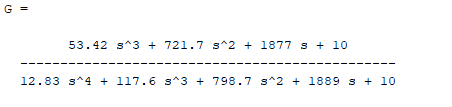 G =
53.42 s^3 + 721.7 s^2 + 1877 s + 10
-----------------------------------------------
12.83 s^4 + 117.6 s^3 + 798.7 s^2 + 1889 s + 10